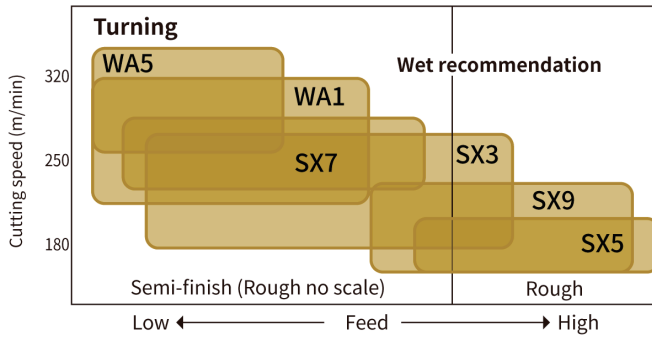 Turning
WA5
Wet recommendation
320
WA1
Cutting speed (m/min)
250
SX7
SX3
SX9
180
SX5
Semi-finish (Rough no scale)
Rough
Low
Feed
High